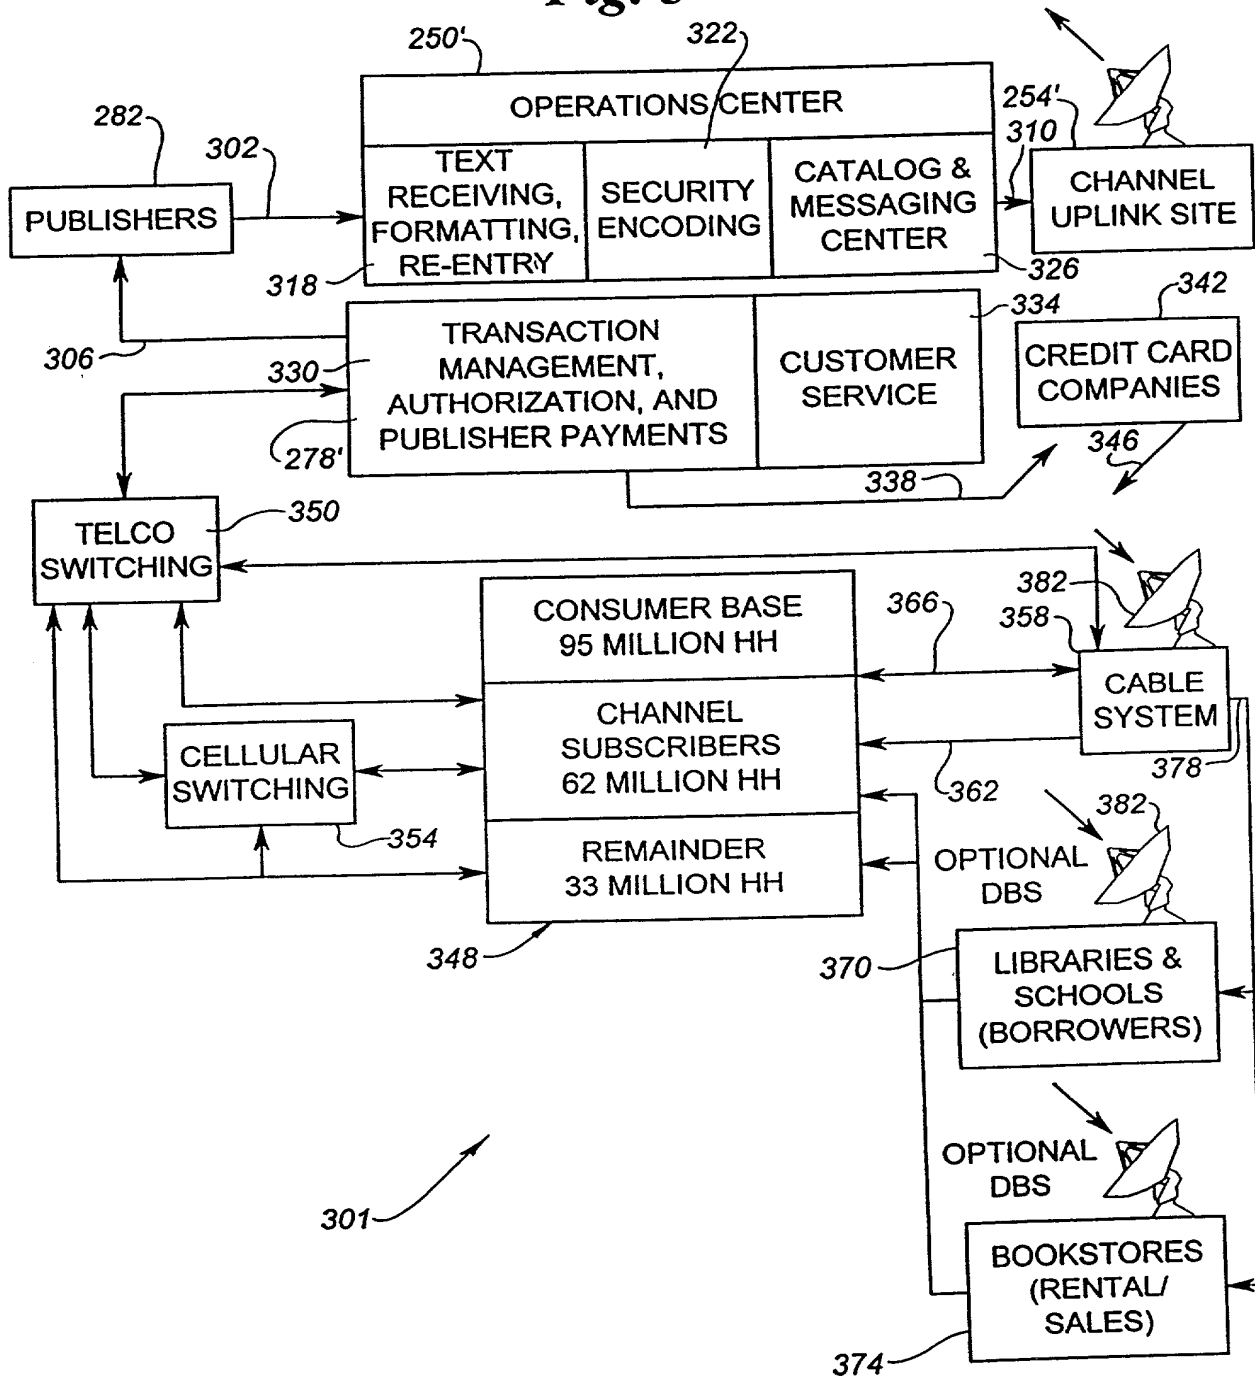 250'
322
OPERATIONS CENTER
254'
282
302
310
TEXT
RECEIVING,
FORMATTING,
RE-ENTRY
SECURITY
ENCODING
CATALOG &
MESSAGING
CENTER
CHANNEL
UPLINK SITE
PUBLISHERS
318
326
342
334
306
330
TRANSACTION
MANAGEMENT,
AUTHORIZATION, AND
PUBLISHER PAYMENTS
CUSTOMER
SERVICE
CREDIT CARD
COMPANIES
278'
346
338
350
TELCO
SWITCHING
382
358
366
CONSUMER BASE
95 MILLION HH
CABLE
SYSTEM
CHANNEL
SUBSCRIBERS
62 MILLION HH
CELLULAR
SWITCHING
362
378
354
382
REMAINDER
33 MILLION HH
OPTIONAL
DBS
348
370
LIBRARIES &
SCHOOLS
(BORROWERS)
OPTIONAL
DBS
301
BOOKSTORES
(RENTAL/
SALES)
374